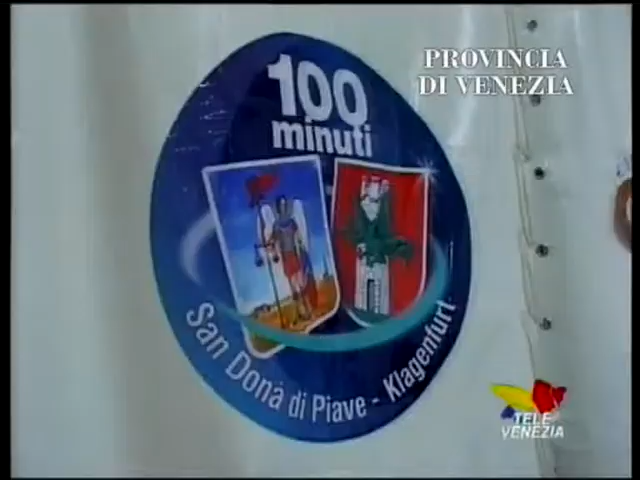 PROVINCIA
DI VENEZIA
100
minuti
San Donà di Piave - Klagenfurt
TELE
VENEZIA